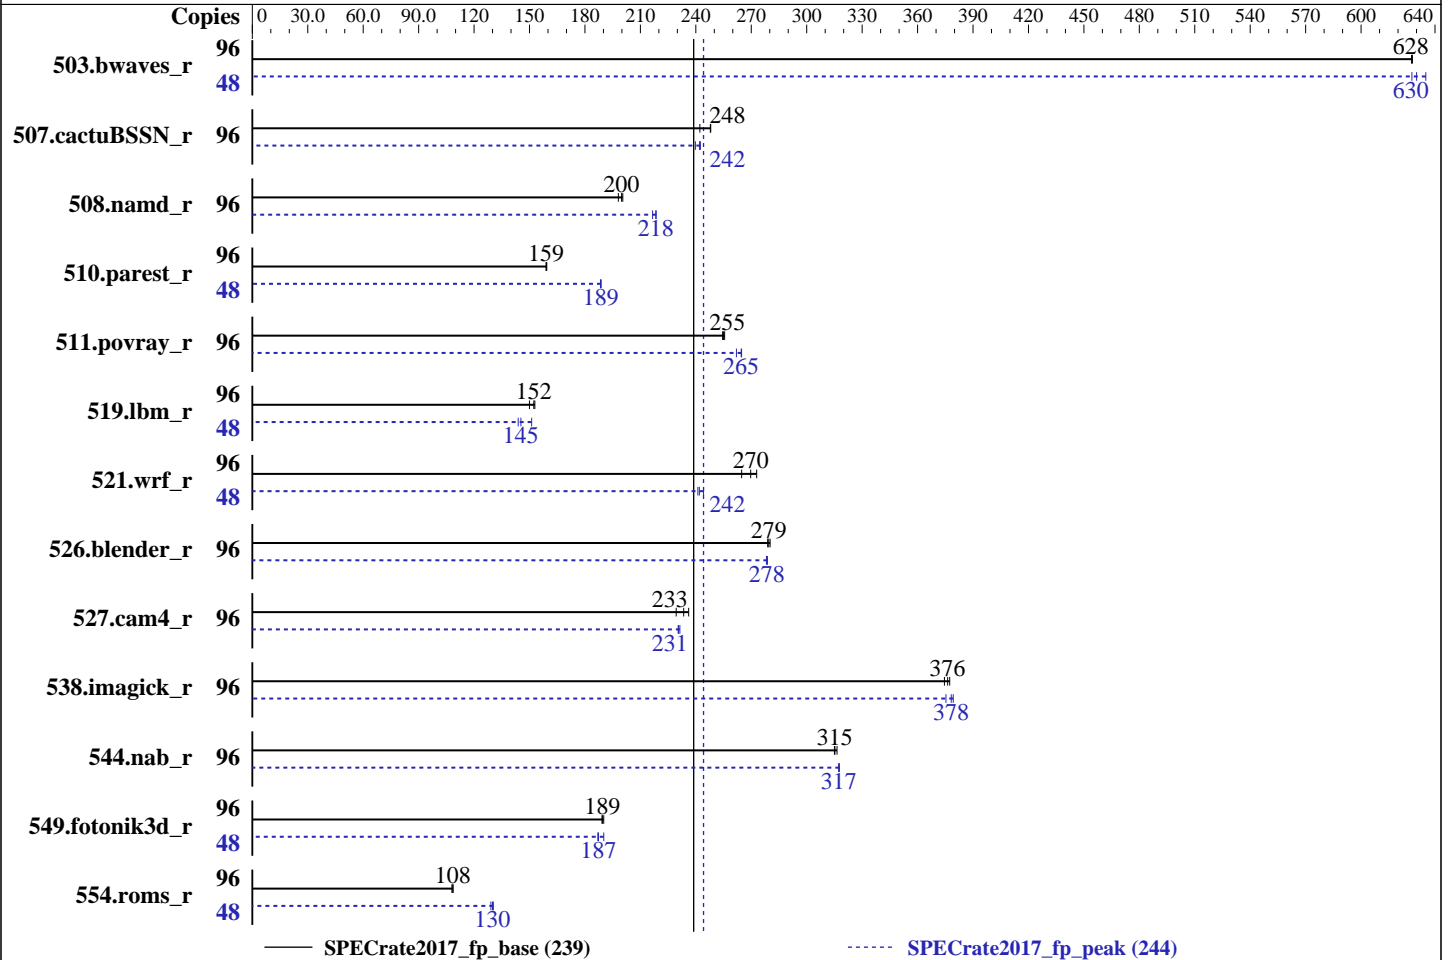 Copies 0 30.0 60.0 90.0 120 150 180 210 240 270 300 330 360 390 420 450 480 510 540 570 600 640
503.bwaves_r 96 628
48 630
507.cactuBSSN_r 96 248
242
508.namd_r 96 200
218
510.parest_r 96 159
48 189
511.povray_r 96 255
265
519.lbm_r 96 152
48 145
521.wrf_r 96 270
48 242
526.blender_r 96 279
278
527.cam4_r 96 233
231
538.imagick_r 96 376
378
544.nab_r 96 315
317
549.fotonik3d_r 96 189
48 187
554.roms_r 96 108
48 130
SPECrate2017_fp_base (239) SPECrate2017_fp_peak (244)